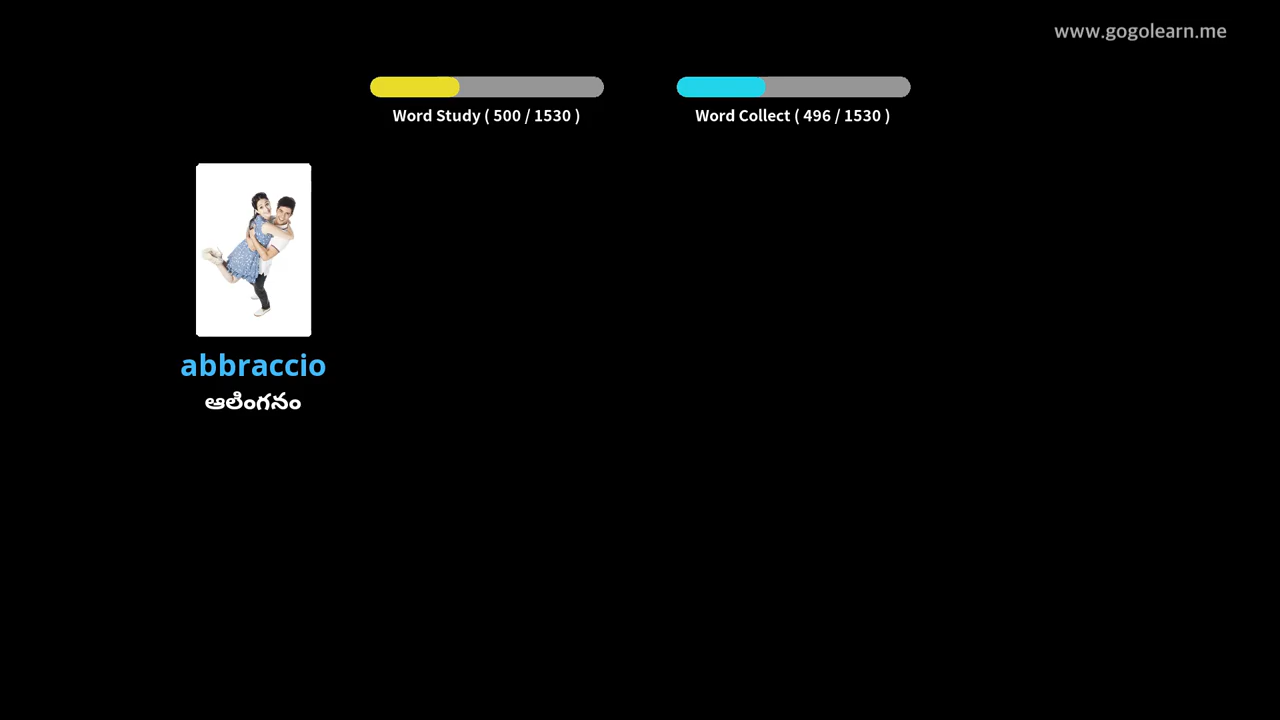 www.gogolearn.me
Word Study ( 500 / 1530 )
Word Collect ( 496 / 1530 )
abbraccio
ఆలింగనం